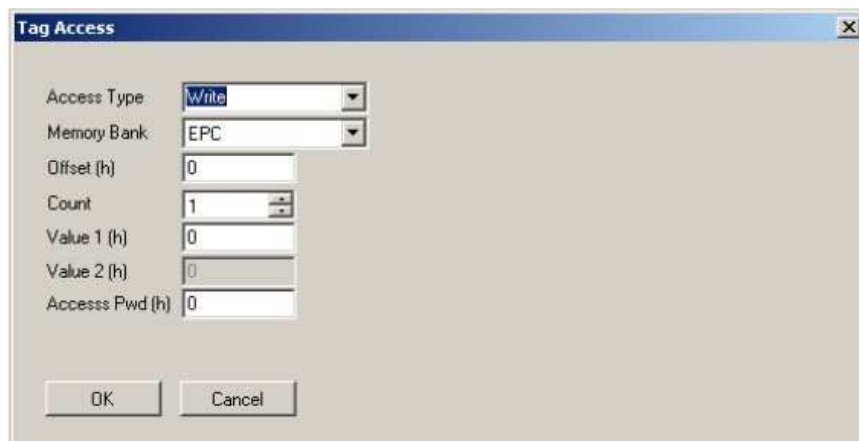 Tag Access
Access Type Write
Memory Bank EPC
Offset (h) 0
Count 1
Value 1 (h) 0
Value 2 (h) 0
Accesss Pwd (h) 0
OK Cancel